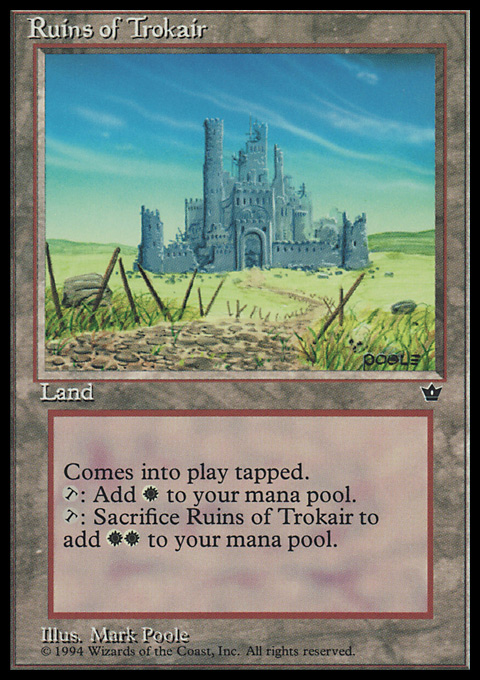 Ruins of Trokair
POOLE
Land
Comes into play tapped.
: Add to your mana pool.
: Sacrifice Ruins of Trokair to
add to your mana pool.
Illus. Mark Poole
© 1994 Wizards of the Coast, Inc. All rights reserved.